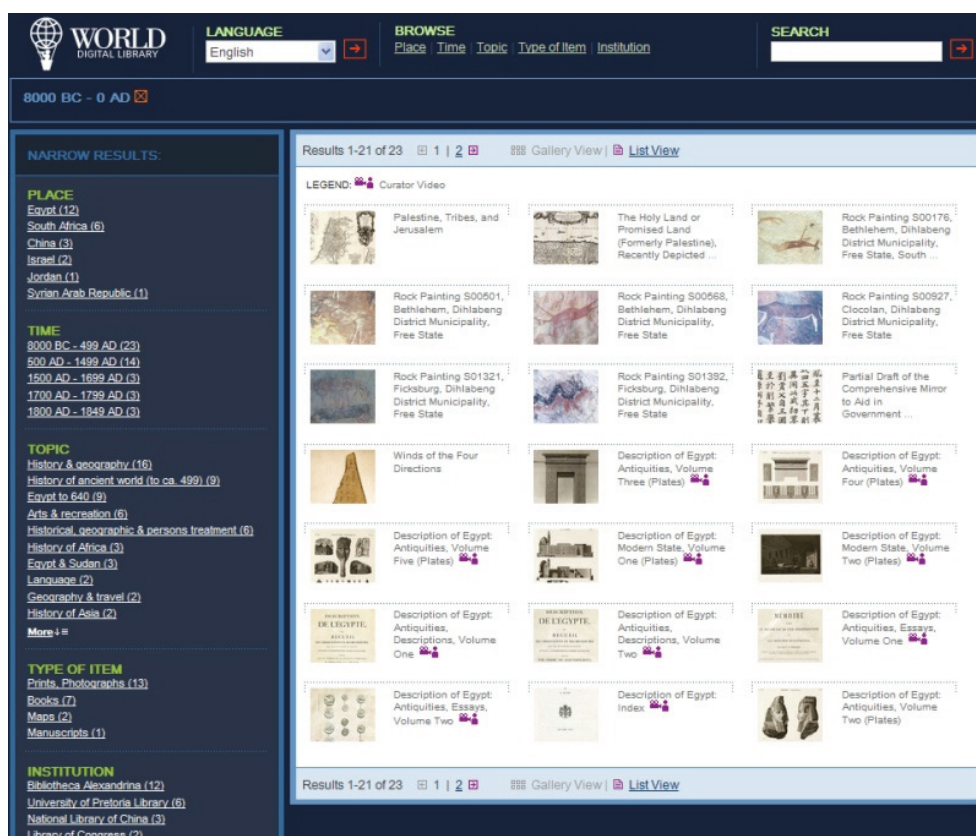 WORLD
DIGITAL LIBRARY
LANGUAGE
English
BROWSE
Place | Time | Topic | Type of Item | Institution
SEARCH
8000 BC - 0 AD
NARROW RESULTS:
PLACE
Egypt (12)
South Africa (6)
China (3)
Israel (2)
Jordan (1)
Syrian Arab Republic (1)
TIME
8000 BC - 499 AD (23)
500 AD - 1499 AD (14)
1500 AD - 1699 AD (3)
1700 AD - 1799 AD (3)
1800 AD - 1849 AD (3)
TOPIC
History & geography (16)
History of ancient world (to ca. 499) (9)
Egypt to 640 (9)
Arts & recreation (6)
Historical, geographic & persons treatment (6)
History of Africa (3)
Egypt & Sudan (3)
Language (2)
Geography & travel (2)
History of Asia (2)
More
TYPE OF ITEM
Prints, Photographs (13)
Books (7)
Maps (2)
Manuscripts (1)
INSTITUTION
Bibliotheca Alexandrina (12)
University of Pretoria Library (6)
National Library of China (3)
Library of Congress (2)
Results 1-21 of 23 1 | 2 Gallery View | List View
LEGEND: Curator Video
Palestine, Tribes, and
Jerusalem
The Holy Land or
Promised Land
(Formerly Palestine),
Recently Depicted ...
Rock Painting S00176,
Bethlehem, Dihlabeng
District Municipality,
Free State, South ...
Rock Painting S00501,
Bethlehem, Dihlabeng
District Municipality,
Free State
Rock Painting S00568,
Bethlehem, Dihlabeng
District Municipality,
Free State
Rock Painting S00927,
Clocolan, Dihlabeng
District Municipality,
Free State
Rock Painting S01321,
Ficksburg, Dihlabeng
District Municipality,
Free State
Rock Painting S01392,
Ficksburg, Dihlabeng
District Municipality,
Free State
Partial Draft of the
Comprehensive Mirror
to Aid in
Government ...
Winds of the Four
Directions
Description of Egypt:
Antiquities, Volume
Three (Plates)
Description of Egypt:
Antiquities, Volume
Four (Plates)
Description of Egypt:
Antiquities, Volume
Five (Plates)
Description of Egypt:
Modern State, Volume
One (Plates)
Description of Egypt:
Modern State, Volume
Two (Plates)
DESCRIPTION
DE L'EGYPTE,
RECUEIL
Description of Egypt:
Antiquities,
Descriptions, Volume
One
DESCRIPTION
DE L'EGYPTE,
RECUEIL
Description of Egypt:
Antiquities,
Descriptions, Volume
Two
MÉMOIRE
Description of Egypt:
Antiquities, Essays,
Volume One
Description of Egypt:
Antiquities, Essays,
Volume Two
Description of Egypt:
Index
Description of Egypt:
Antiquities, Volume
Two (Plates)
Results 1-21 of 23 1 | 2 Gallery View | List View